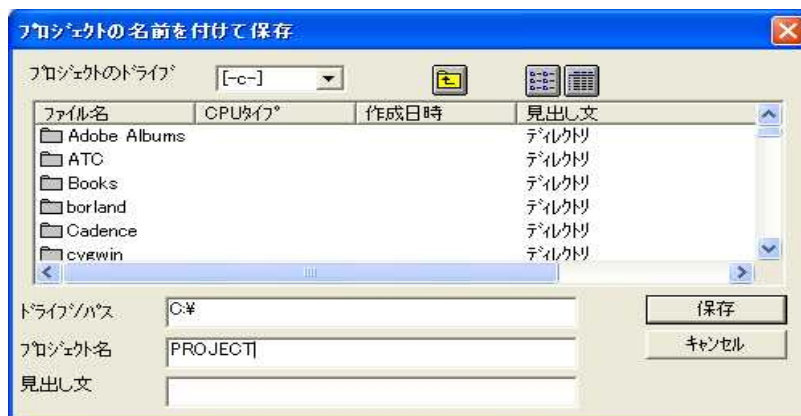 プロジェクトの名前を付けて保存
プロジェクトのドライブ [-c-]
ファイル名 CPUタイプ 作成日時 見出し文
Adobe Albums ディレクトリ
ATC ディレクトリ
Books ディレクトリ
borland ディレクトリ
Cadence ディレクトリ
cygwin ディレクトリ
ドライブ/パス C:¥ 保存
プロジェクト名 PROJECT キャンセル
見出し文